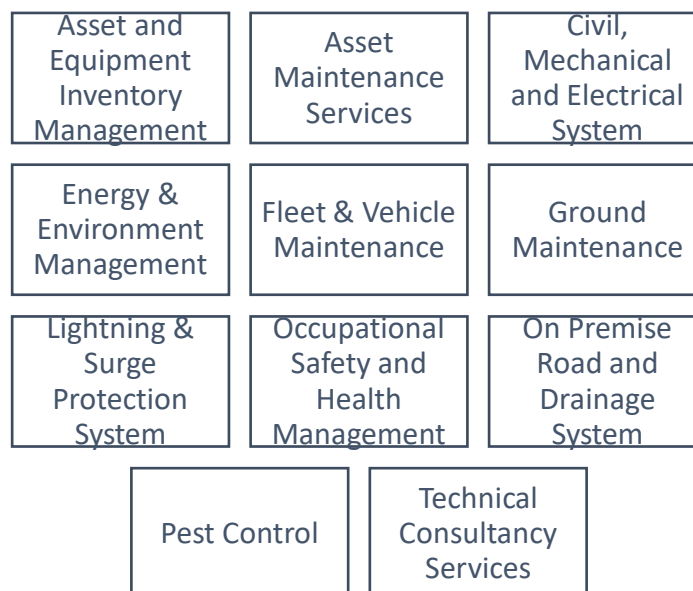 Asset and
Equipment
Inventory
Management
Asset
Maintenance
Services
Civil,
Mechanical
and Electrical
System
Energy &
Environment
Management
Fleet & Vehicle
Maintenance
Ground
Maintenance
Lightning &
Surge
Protection
System
Occupational
Safety and
Health
Management
On Premise
Road and
Drainage
System
Pest Control
Technical
Consultancy
Services